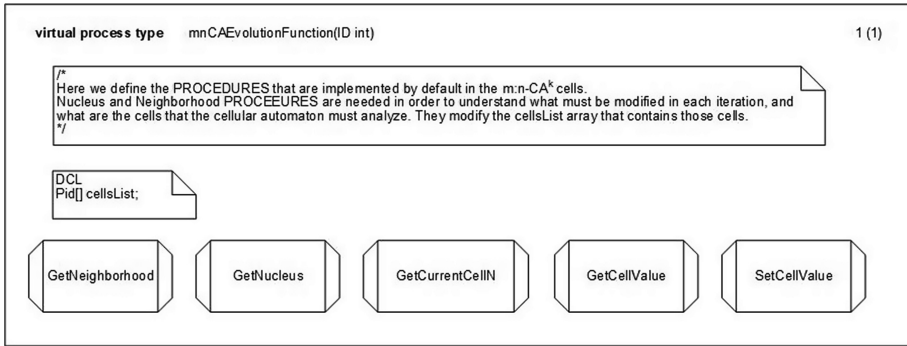 virtual process type mnCAEvolutionFunction(ID int) 1 (1)
/*
Here we define the PROCEDURES that are implemented by default in the m:n-CAᵏ cells.
Nucleus and Neighborhood PROCEEURES are needed in order to understand what must be modified in each iteration, and
what are the cells that the cellular automaton must analyze. They modify the cellsList array that contains those cells.
*/
DCL
Pid[] cellsList;
GetNeighborhood GetNucleus GetCurrentCellN GetCellValue SetCellValue